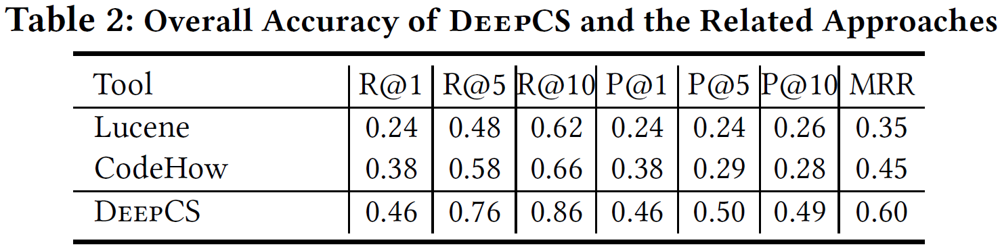 Table 2: Overall Accuracy of DeepCS and the Related Approaches
Tool R@1 R@5 R@10 P@1 P@5 P@10 MRR
Lucene 0.24 0.48 0.62 0.24 0.24 0.26 0.35
CodeHow 0.38 0.58 0.66 0.38 0.29 0.28 0.45
DeepCS 0.46 0.76 0.86 0.46 0.50 0.49 0.60